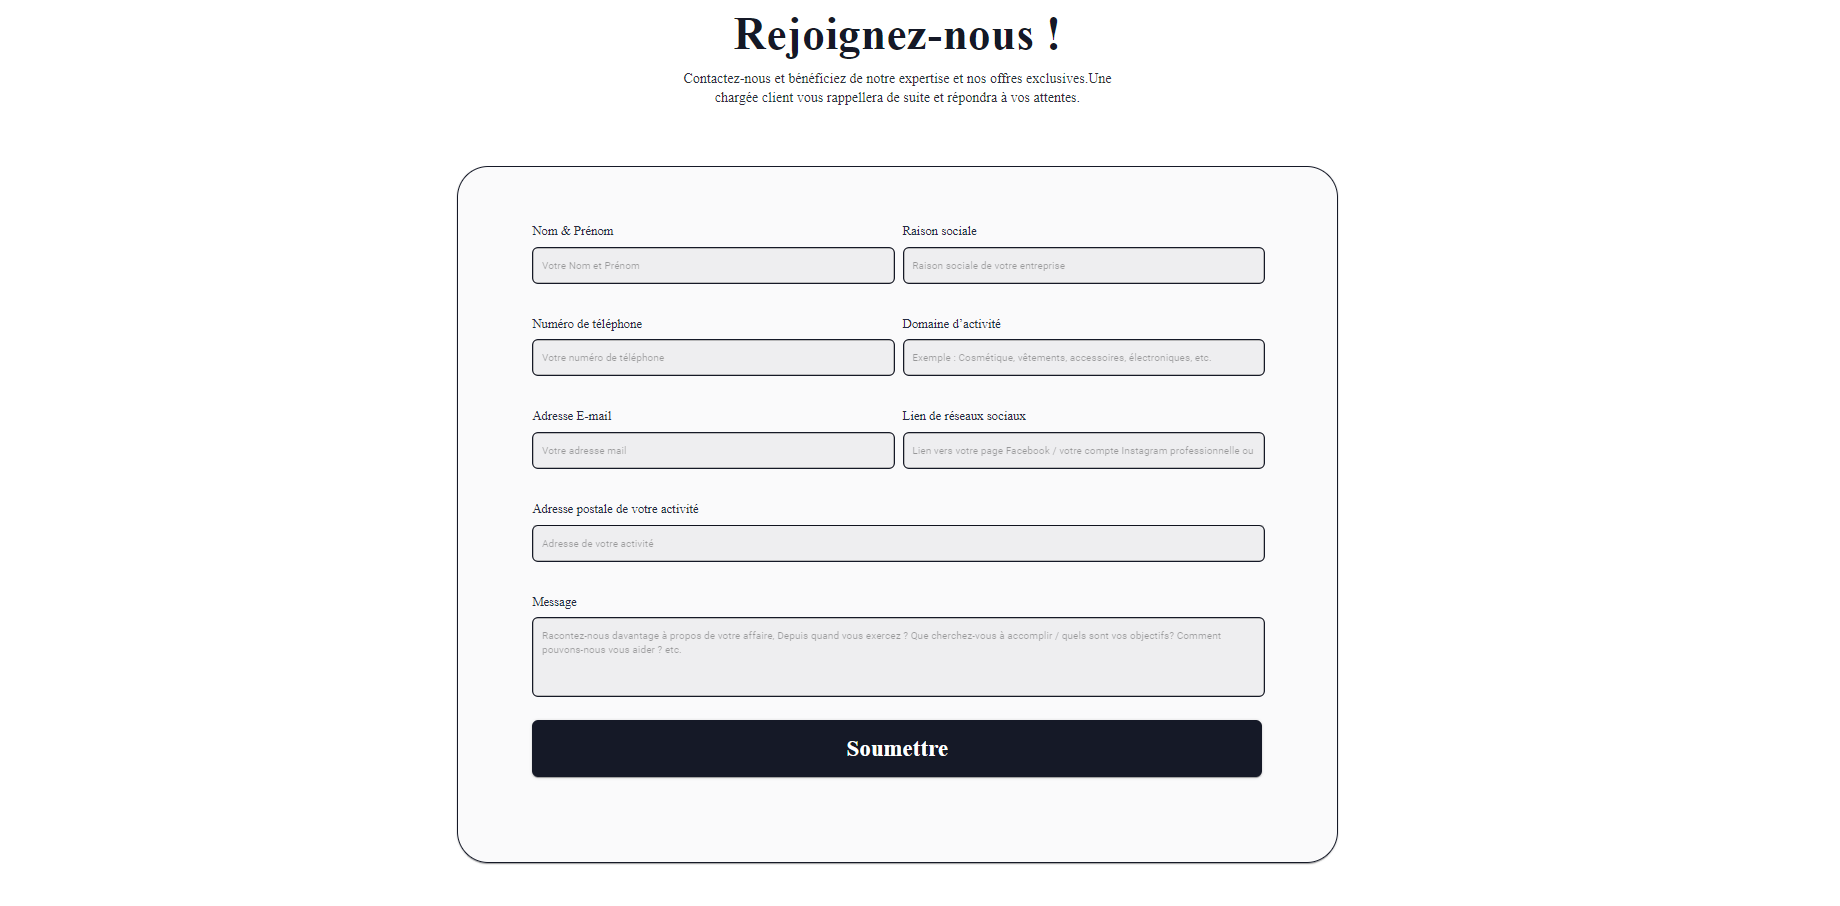 Rejoignez-nous !
Contactez-nous et bénéficiez de notre expertise et nos offres exclusives.Une
chargée client vous rappellera de suite et répondra à vos attentes.
Nom & Prénom
Votre Nom et Prénom
Raison sociale
Raison sociale de votre entreprise
Numéro de téléphone
Votre numéro de téléphone
Domaine d’activité
Exemple : Cosmétique, vêtements, accessoires, électroniques, etc.
Adresse E-mail
Votre adresse mail
Lien de réseaux sociaux
Lien vers votre page Facebook / votre compte Instagram professionnelle ou
Adresse postale de votre activité
Adresse de votre activité
Message
Racontez-nous davantage à propos de votre affaire, Depuis quand vous exercez ? Que cherchez-vous à accomplir / quels sont vos objectifs? Comment
pouvons-nous vous aider ? etc.
Soumettre